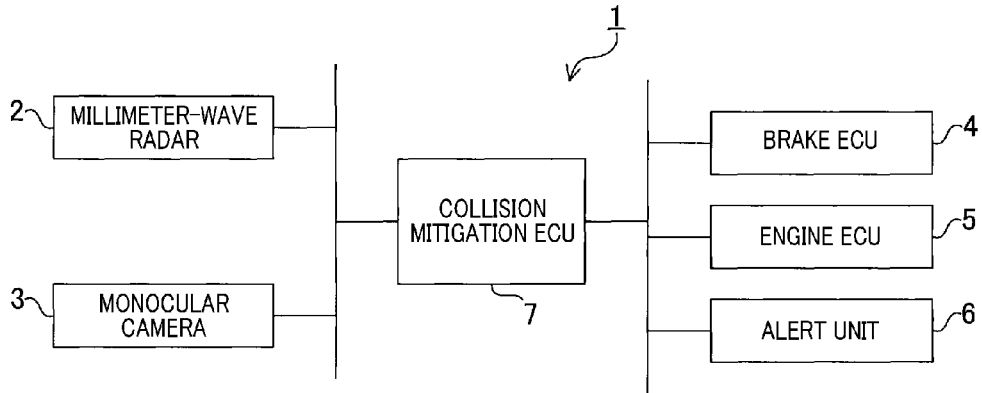 1
2
MILLIMETER-WAVE
RADAR
3
MONOCULAR
CAMERA
COLLISION
MITIGATION ECU
7
BRAKE ECU
4
ENGINE ECU
5
ALERT UNIT
6